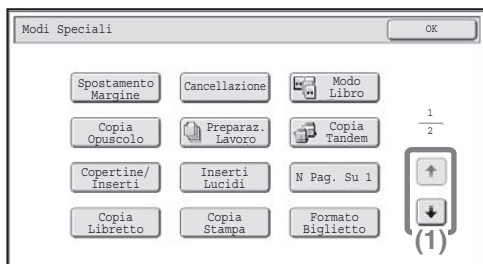 Modi Speciali
OK
Spostamento
Margine
Cancellazione
Modo
Libro
Copia
Opuscolo
Preparaz.
Lavoro
Copia
Tandem
1
2
Copertine/
Inserti
Inserti
Lucidi
N Pag. Su 1
Copia
Libretto
Copia
Stampa
Formato
Biglietto
(1)